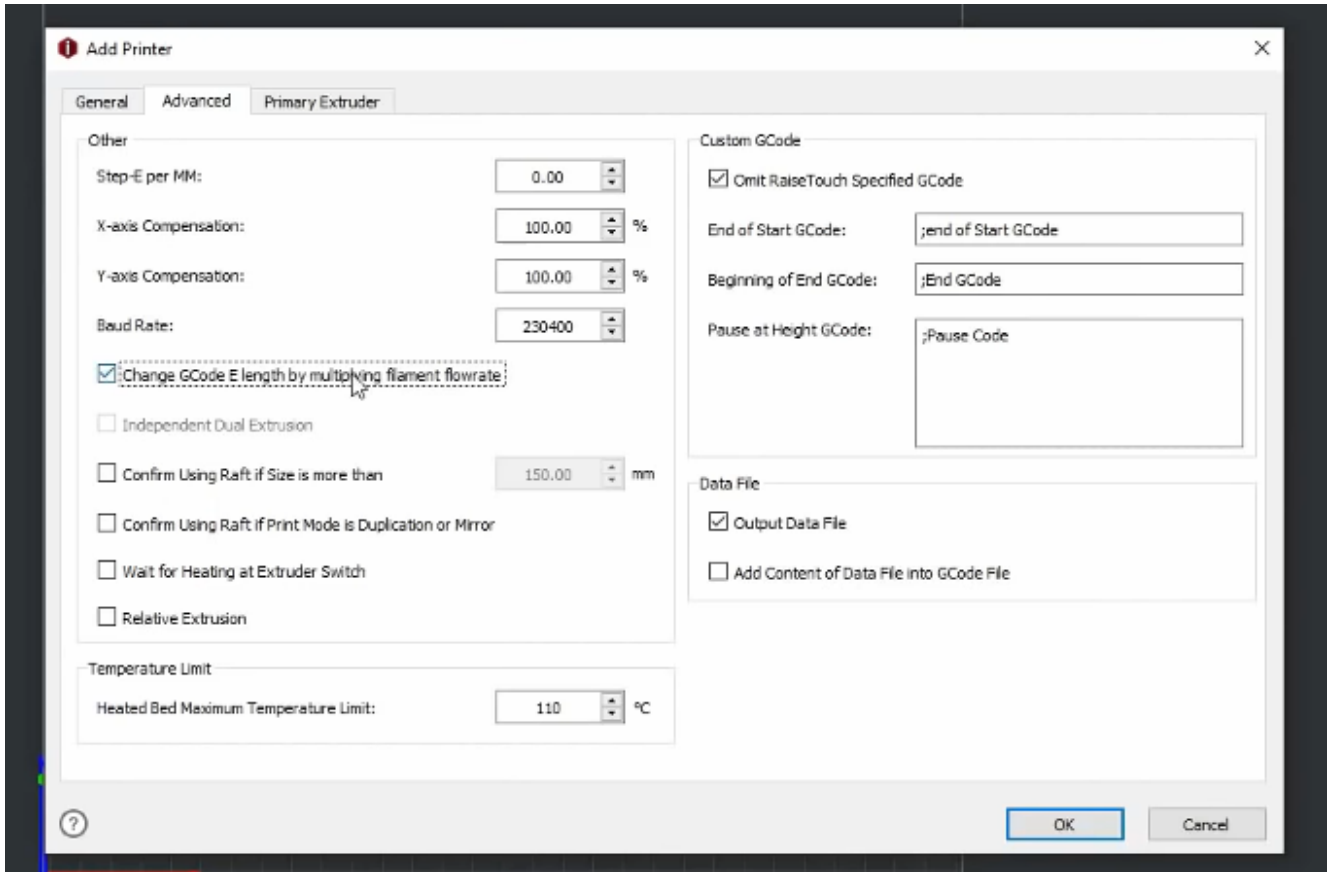 Add Printer
General
Advanced
Primary Extruder
Other
Step-E per MM:
0.00
X-axis Compensation:
100.00
%
Y-axis Compensation:
100.00
%
Baud Rate:
230400
Change GCode E length by multiplying filament flowrate
Independent Dual Extrusion
Confirm Using Raft if Size is more than
150.00
mm
Confirm Using Raft if Print Mode is Duplication or Mirror
Wait for Heating at Extruder Switch
Relative Extrusion
Temperature Limit
Heated Bed Maximum Temperature Limit:
110
°C
Custom GCode
Omit RaiseTouch Specified GCode
End of Start GCode:
;end of Start GCode
Beginning of End GCode:
;End GCode
Pause at Height GCode:
;Pause Code
Data File
Output Data File
Add Content of Data File into GCode File
?
OK
Cancel